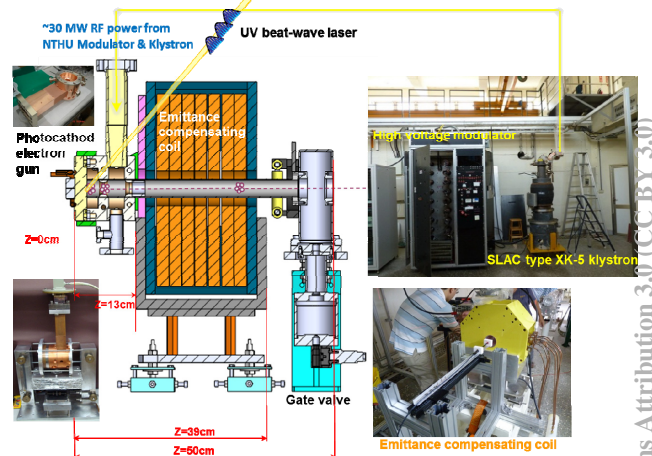 ~30 MW RF power from
NTHU Modulator & Klystron
UV beat-wave laser
Emittance
compensating
coil
Photocathod
electron
gun
High voltage modulator
Z=0cm
SLAC type XK-5 klystron
Z=13cm
Gate valve
Z=39cm
Emittance compensating coil
Z=50cm
ns Attribution 3.0 (CC BY 3.0)